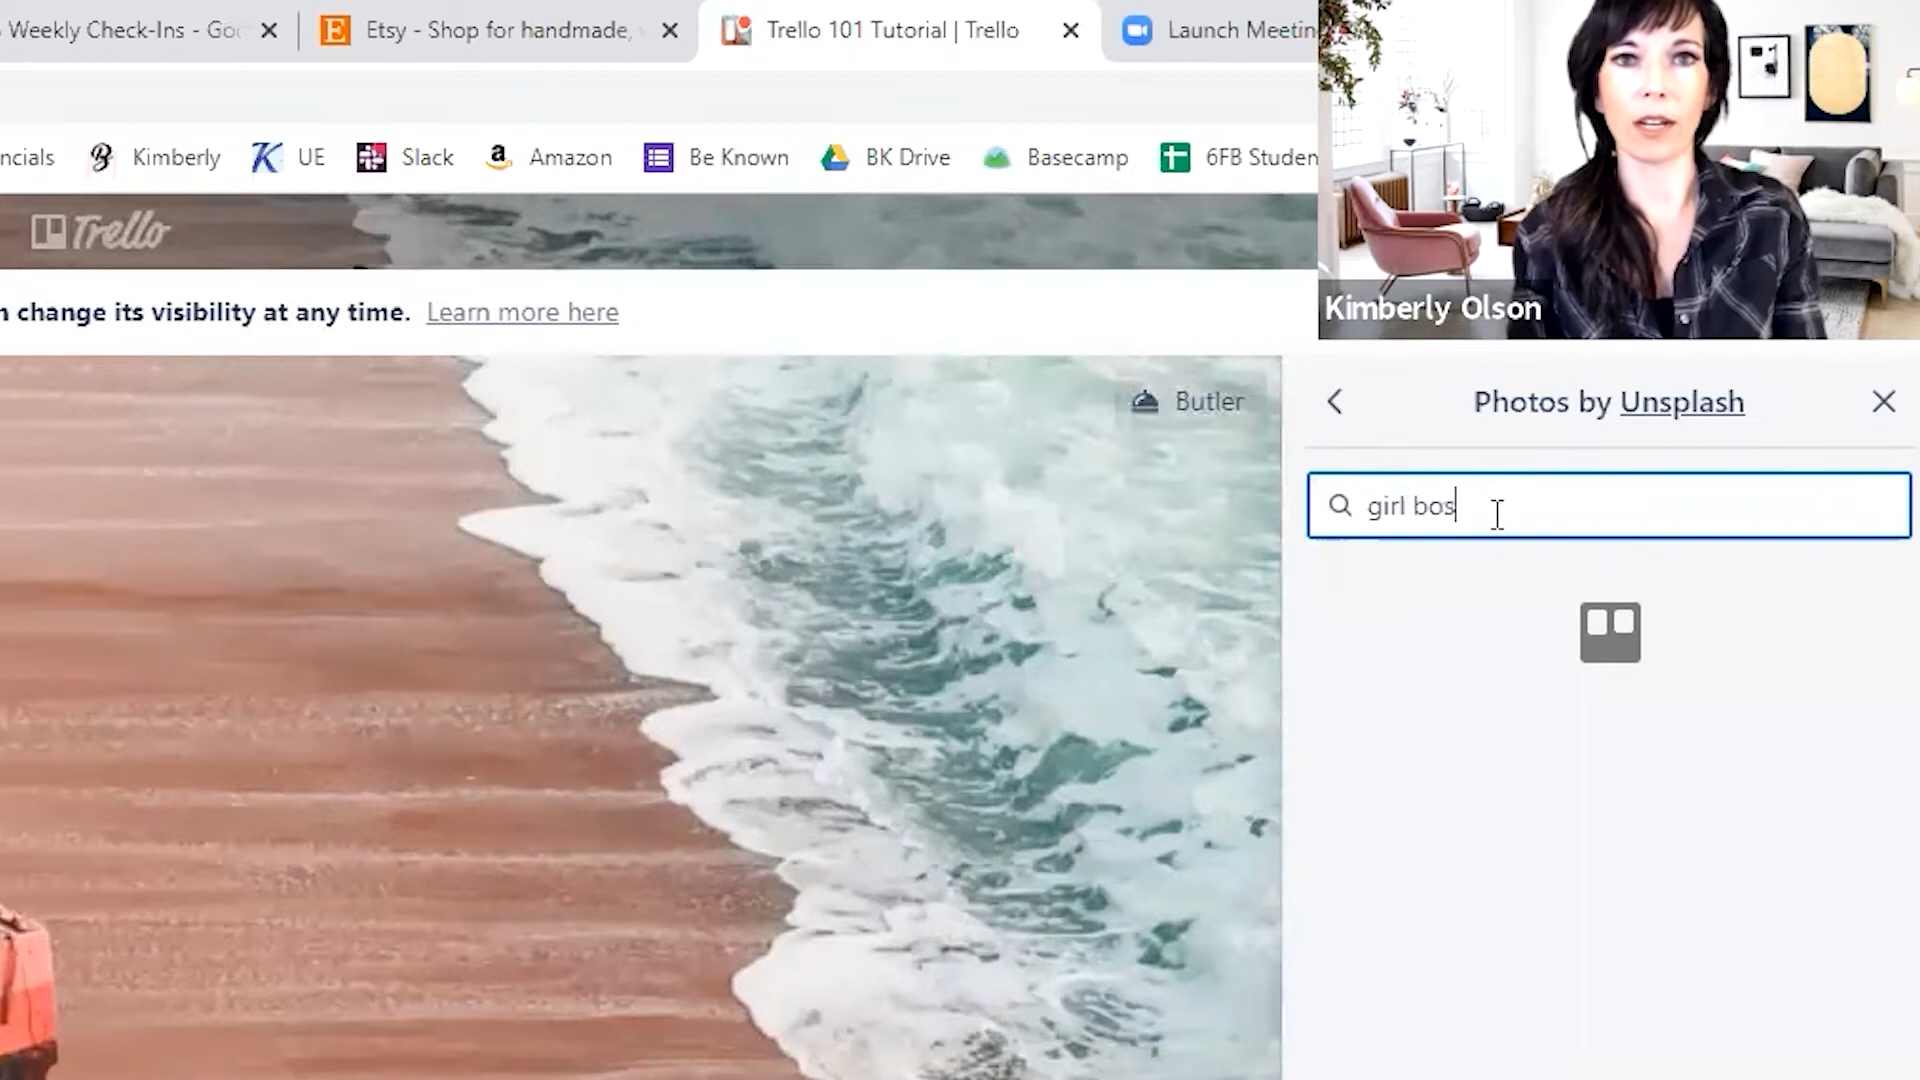 Weekly Check-Ins - Goo
Etsy - Shop for handmade,
Trello 101 Tutorial | Trello
Launch Meetin
ncials
Kimberly
UE
Slack
Amazon
Be Known
BK Drive
Basecamp
6FB Studen
Trello
Kimberly Olson
n change its visibility at any time. Learn more here
Butler
Photos by Unsplash
girl bos